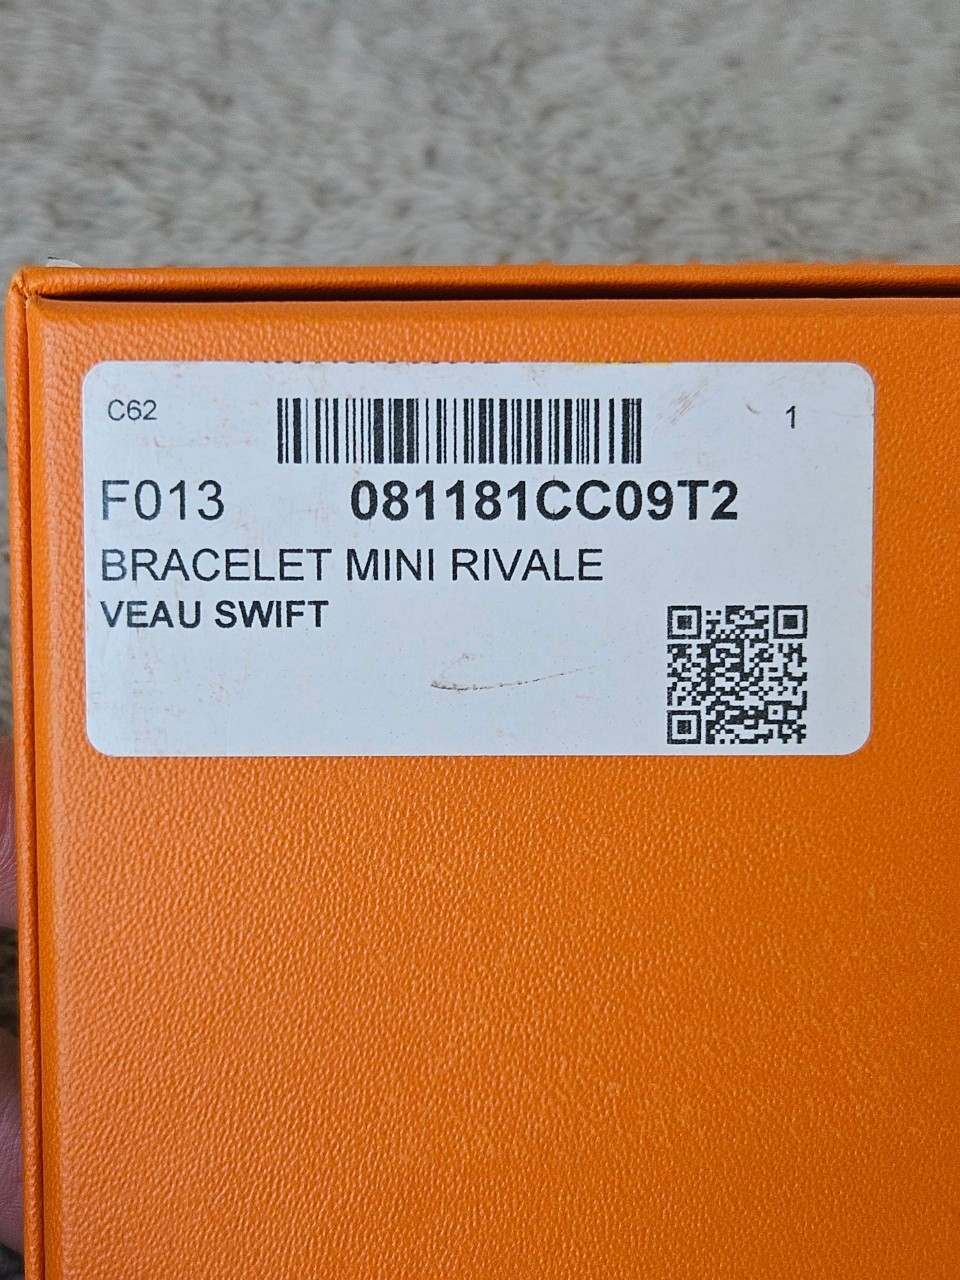 C62
1
F013 081181CC09T2
BRACELET MINI RIVALE
VEAU SWIFT